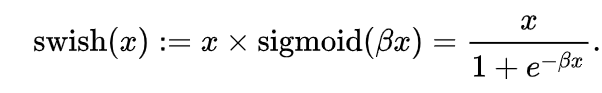 swish(x) := x × sigmoid(βx) = x / (1 + e^{−βx}).